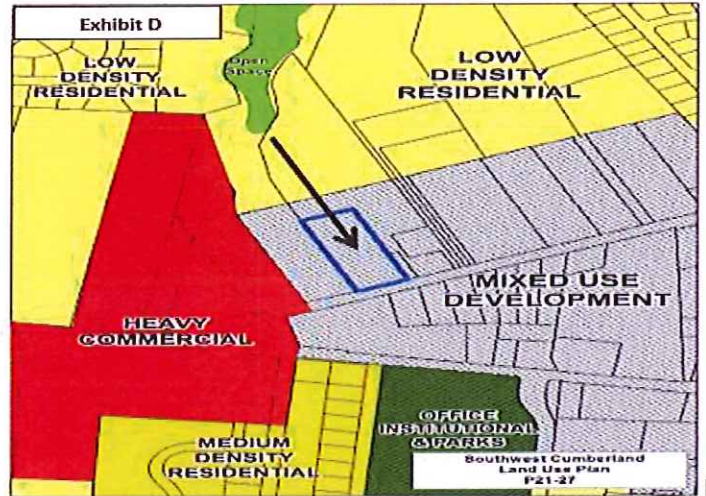 Exhibit D
LOW
DENSITY
RESIDENTIAL
Open
Space
LOW
DENSITY
RESIDENTIAL
MIXED USE
DEVELOPMENT
HEAVY
COMMERCIAL
OFFICE
INSTITUTIONAL
& PARKS
MEDIUM
DENSITY
RESIDENTIAL
Southwest Cumberland
Land Use Plan
P21-27